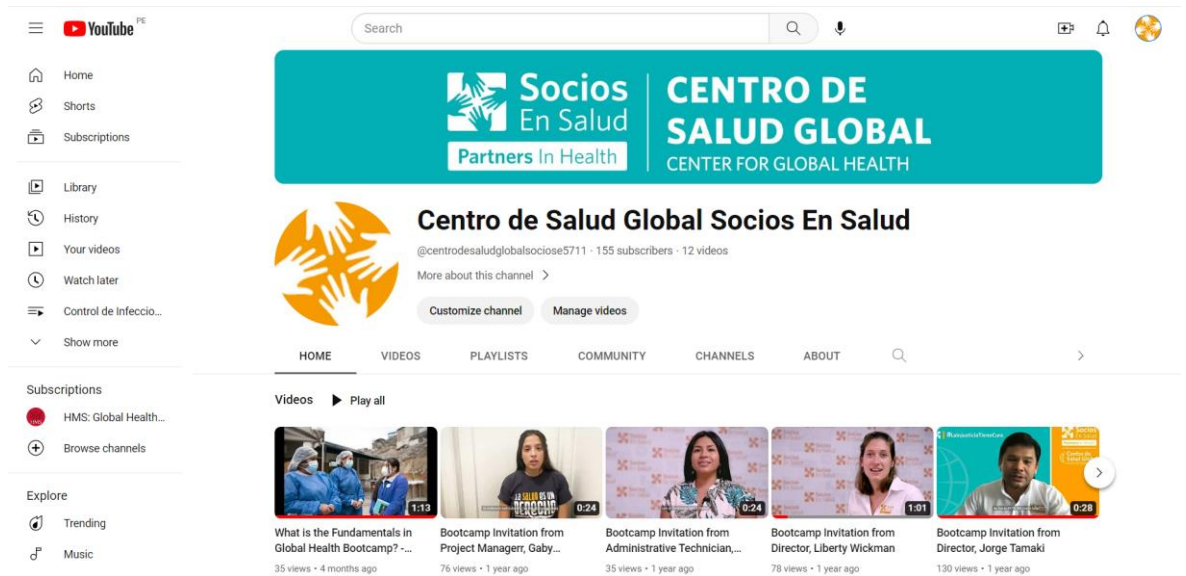 YouTube PE
Search
Home
Shorts
Subscriptions
Library
History
Your videos
Watch later
Control de Infeccio...
Show more
Subscriptions
HMS: Global Health...
Browse channels
Explore
Trending
Music
Socios
En Salud
Partners In Health
CENTRO DE
SALUD GLOBAL
CENTER FOR GLOBAL HEALTH
Centro de Salud Global Socios En Salud
@centrodesaludglobalsociose5711 · 155 subscribers · 12 videos
More about this channel
Customize channel Manage videos
HOME VIDEOS PLAYLISTS COMMUNITY CHANNELS ABOUT
Videos Play all
1:13
LA SALUD ES UN
DERECHO
0:24
0:24
1:01
0:28
What is the Fundamentals in
Global Health Bootcamp? -...
35 views • 4 months ago
Bootcamp Invitation from
Project Managerr, Gaby...
76 views • 1 year ago
Bootcamp Invitation from
Administrative Technician,...
35 views • 1 year ago
Bootcamp Invitation from
Director, Liberty Wickman
78 views • 1 year ago
Bootcamp Invitation from
Director, Jorge Tamaki
130 views • 1 year ago